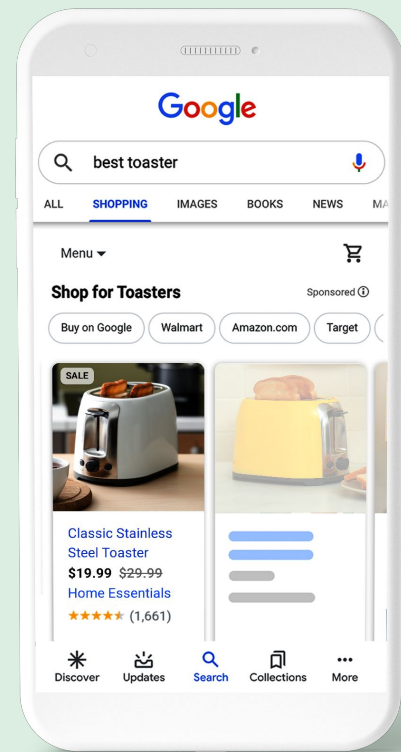 Google
best toaster
ALL SHOPPING IMAGES BOOKS NEWS MA
Menu
Shop for Toasters Sponsored
Buy on Google Walmart Amazon.com Target
SALE
Classic Stainless
Steel Toaster
$19.99 $29.99
Home Essentials
(1,661)
Discover Updates Search Collections More